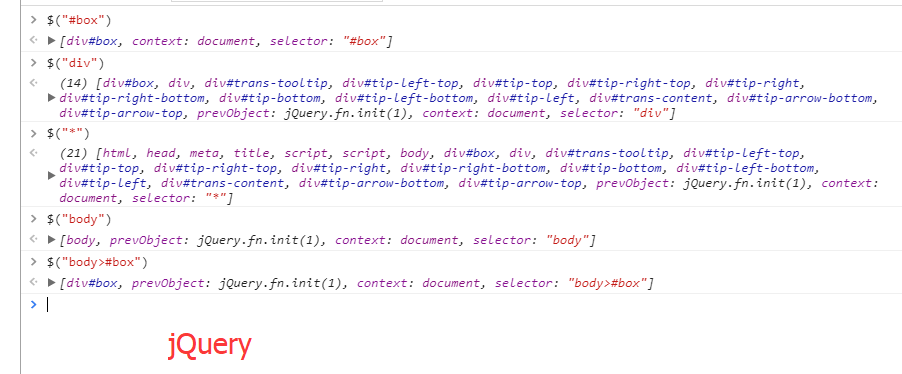 > $("#box")
<· ▶[div#box, context: document, selector: "#box"]
> $("div")
<· (14) [div#box, div, div#trans-tooltip, div#tip-left-top, div#tip-top, div#tip-right-top, div#tip-right,
▶div#tip-right-bottom, div#tip-bottom, div#tip-left-bottom, div#tip-left, div#trans-content, div#tip-arrow-bottom,
div#tip-arrow-top, prevObject: jQuery.fn.init(1), context: document, selector: "div"]
> $("*")
<· (21) [html, head, meta, title, script, script, body, div#box, div, div#trans-tooltip, div#tip-left-top,
div#tip-top, div#tip-right-top, div#tip-right, div#tip-right-bottom, div#tip-bottom, div#tip-left-bottom,
▶div#tip-left, div#trans-content, div#tip-arrow-bottom, div#tip-arrow-top, prevObject: jQuery.fn.init(1), context:
document, selector: "*"]
> $("body")
<· ▶[body, prevObject: jQuery.fn.init(1), context: document, selector: "body"]
> $("body>#box")
<· ▶[div#box, prevObject: jQuery.fn.init(1), context: document, selector: "body>#box"]
>
jQuery